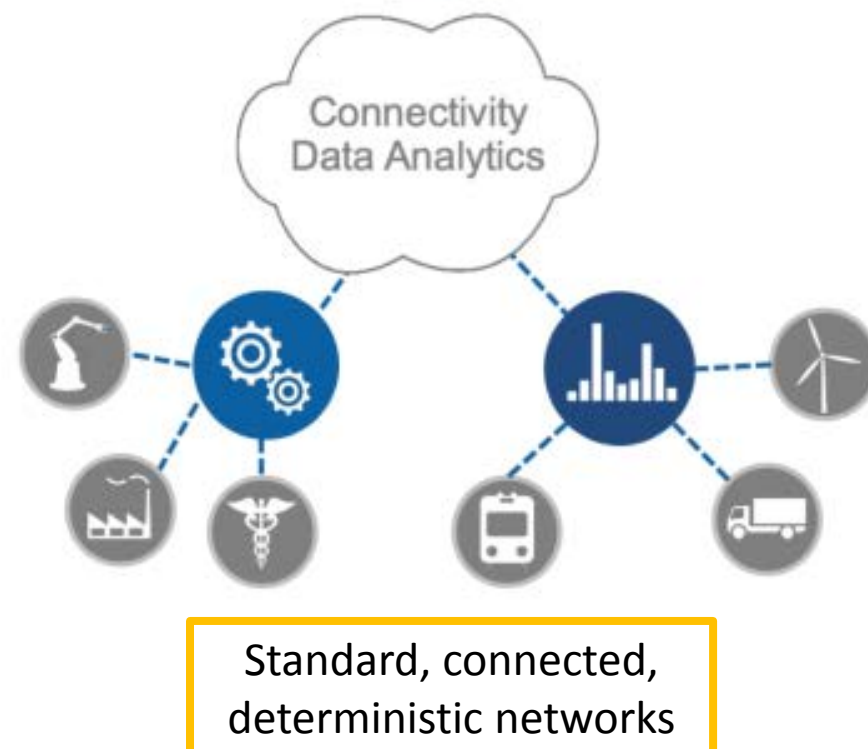 Connectivity
Data Analytics
Standard, connected,
deterministic networks